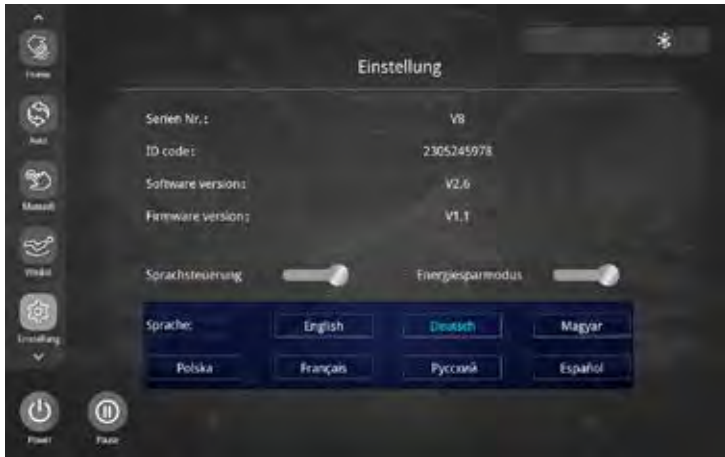 Einstellung
Home
Auto
Manuell
Winkel
Einstellung
Power
Pause
Serien Nr.: V8
ID code: 2305245978
Software version: V2.6
Firmware version: V1.1
Sprachsteuerung Energiesparmodus
Sprache: English Deutsch Magyar
Polska Français Русский Español